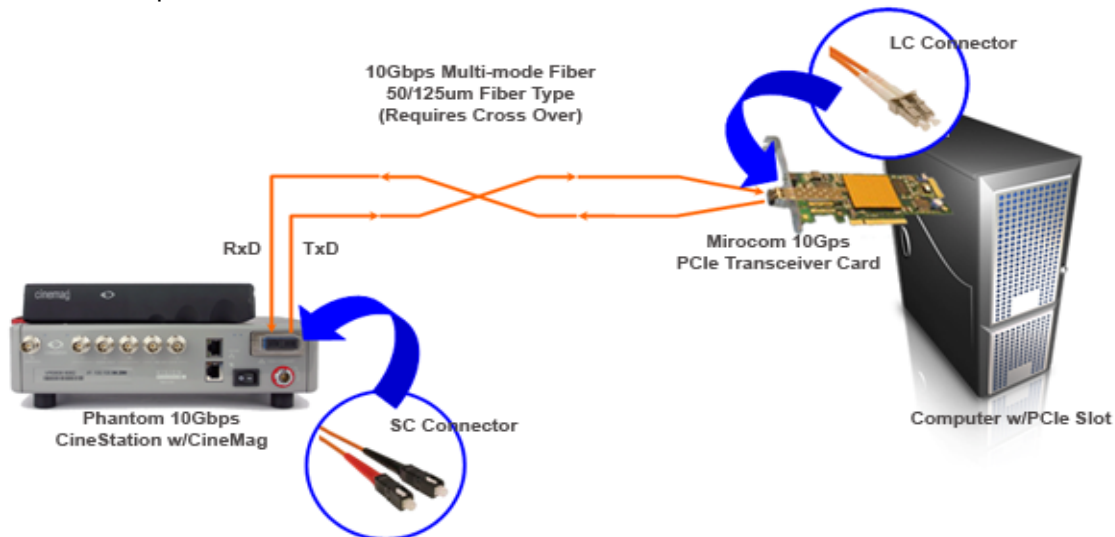 LC Connector
10Gbps Multi-mode Fiber
50/125um Fiber Type
(Requires Cross Over)
RxD
TxD
Mirocom 10Gps
PCIe Transceiver Card
cinemag
Phantom 10Gbps
CineStation w/CineMag
SC Connector
Computer w/PCIe Slot